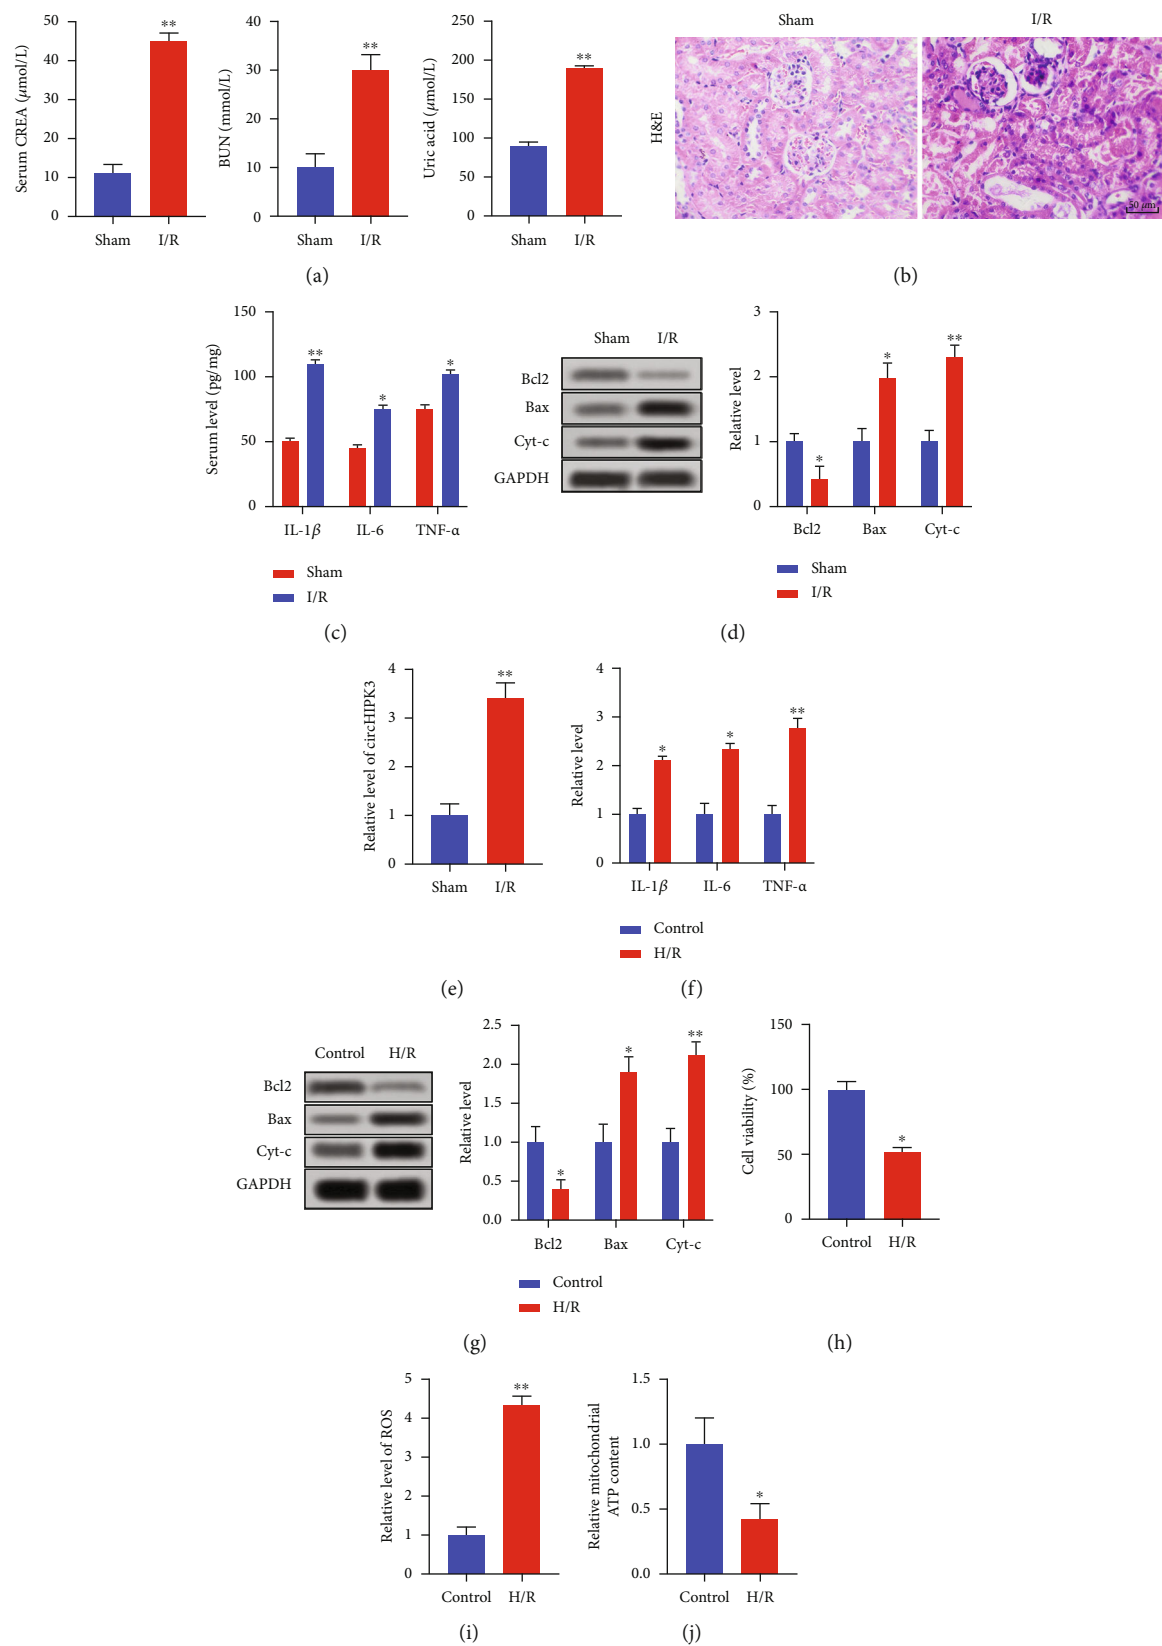 Serum CREA (μmol/L)
50
40
30
20
10
0
**
Sham I/R
BUN (mmol/L)
40
30
20
10
0
**
Sham I/R
Uric acid (μmol/L)
250
200
150
100
50
0
**
Sham I/R
(a)
Sham I/R
H&E
50 μm
(b)
Serum level (pg/mg)
150
100
50
0
** * *
IL-1β IL-6 TNF-α
Sham
I/R
(c)
Sham I/R
Bcl2
Bax
Cyt-c
GAPDH
Relative level
3
2
1
0
* * **
Bcl2 Bax Cyt-c
Sham
I/R
(d)
Relative level of circHIPK3
4
3
2
1
0
**
Sham I/R
(e)
Relative level
4
3
2
1
0
* * **
IL-1β IL-6 TNF-α
Control
H/R
(f)
Control H/R
Bcl2
Bax
Cyt-c
GAPDH
Relative level
2.5
2.0
1.5
1.0
0.5
0.0
* * **
Bcl2 Bax Cyt-c
Control
H/R
(g)
Cell viability (%)
150
100
50
0
*
Control H/R
(h)
Relative level of ROS
5
4
3
2
1
0
**
Control H/R
(i)
Relative mitochondrial
ATP content
1.5
1.0
0.5
0.0
*
Control H/R
(j)